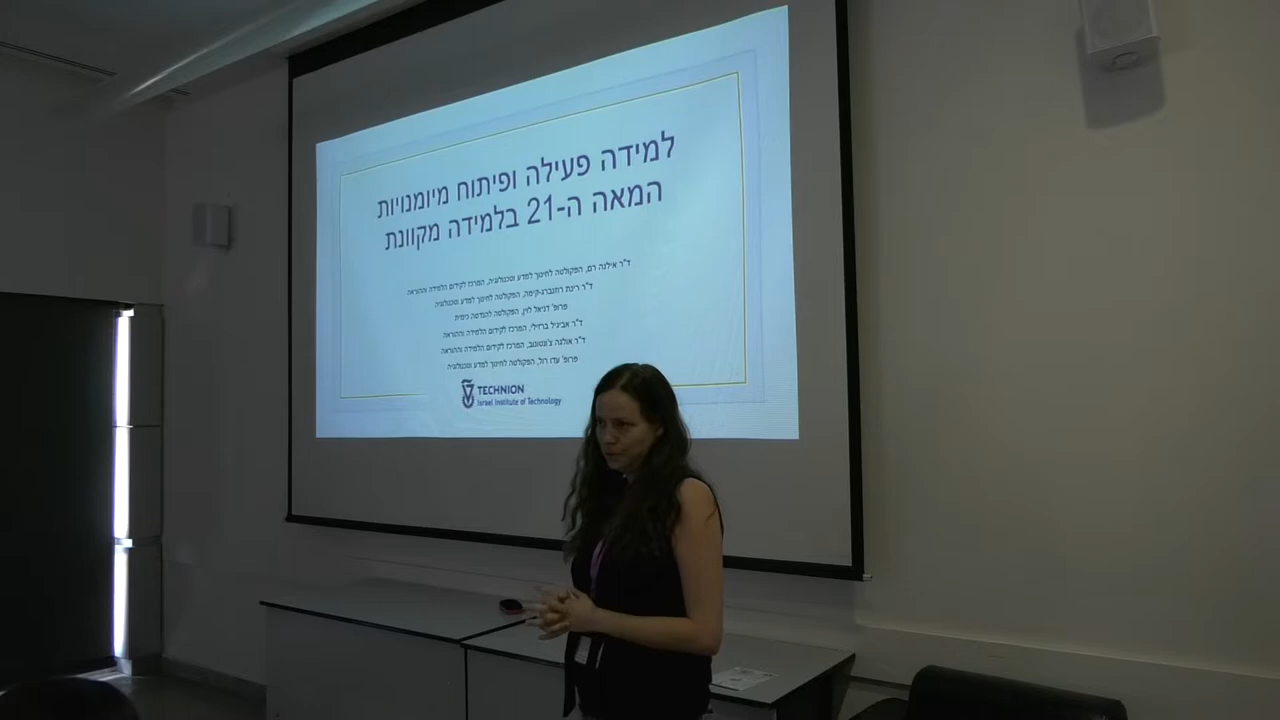 למידה פעילה ופיתוח מיומנויות
המאה ה-21 בלמידה מקוונת
ד"ר אילנה רם, הפקולטה לחינוך למדע וטכנולוגיה, המרכז לקידום הלמידה וההוראה
ד"ר רינת רוזנברג-קימה, הפקולטה לחינוך למדע וטכנולוגיה
פרופ' דניאל לוין, הפקולטה להנדסה כימית
ד"ר אביגיל ברזילי, המרכז לקידום הלמידה וההוראה
ד"ר אולגה צ'ונטונוב, המרכז לקידום הלמידה וההוראה
פרופ' עדו רול, הפקולטה לחינוך למדע וטכנולוגיה
TECHNION
Israel Institute of Technology